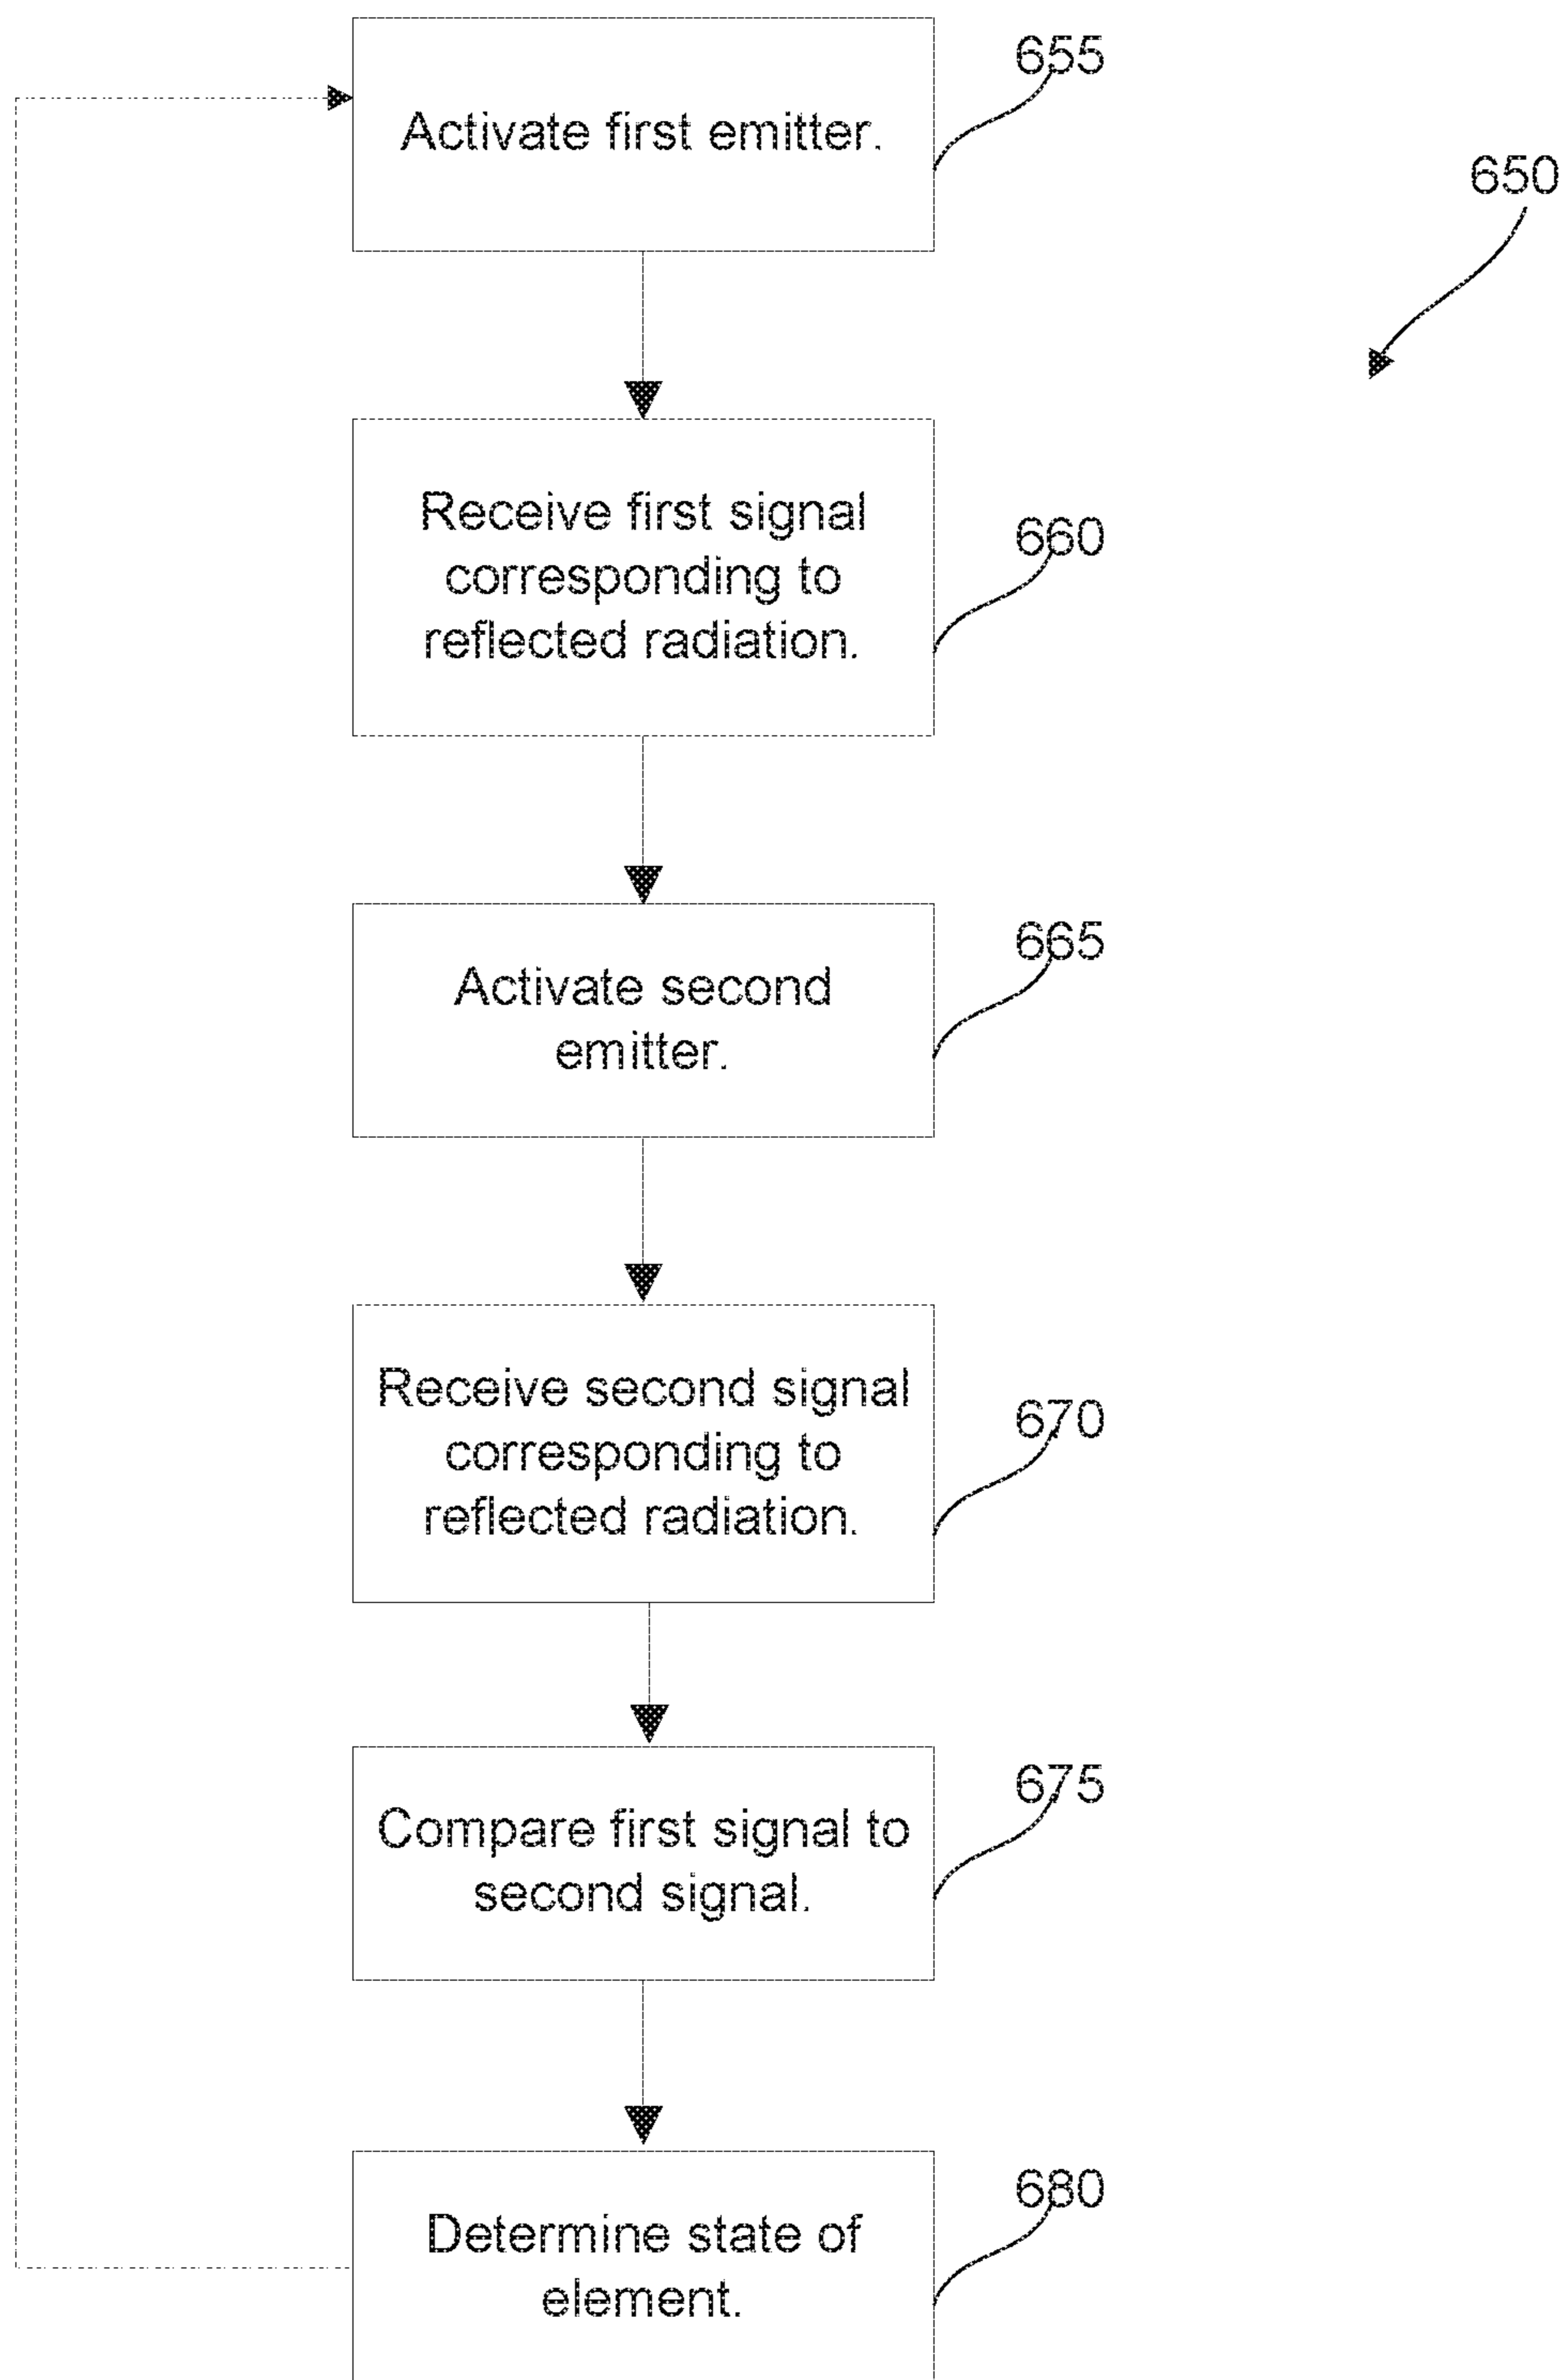 655
Activate first emitter.
650
Receive first signal
corresponding to
reflected radiation.
660
Activate second
emitter.
665
Receive second signal
corresponding to
reflected radiation.
670
Compare first signal to
second signal.
675
Determine state of
element.
680